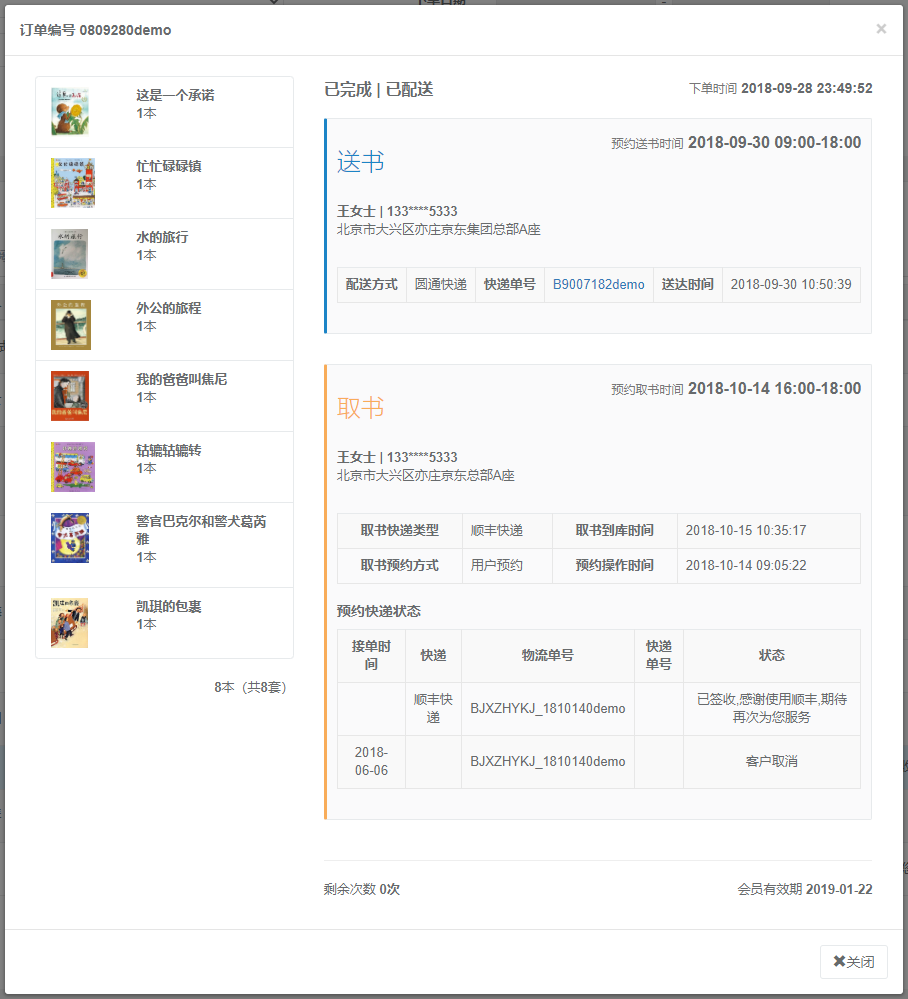 订单编号 0809280demo
×
这是一个承诺
1本
忙忙碌碌镇
1本
水的旅行
1本
外公的旅程
1本
我的爸爸叫焦尼
1本
轱辘轱辘转
1本
警官巴克尔和警犬葛芮
雅
1本
凯琪的包裹
1本
8本（共8套）
已完成 | 已配送
下单时间 2018-09-28 23:49:52
预约送书时间 2018-09-30 09:00-18:00
送书
王女士 | 133****5333
北京市大兴区亦庄京东集团总部A座
配送方式 圆通快递 快递单号 B9007182demo 送达时间 2018-09-30 10:50:39
预约取书时间 2018-10-14 16:00-18:00
取书
王女士 | 133****5333
北京市大兴区亦庄京东总部A座
取书快递类型 顺丰快递 取书到库时间 2018-10-15 10:35:17
取书预约方式 用户预约 预约操作时间 2018-10-14 09:05:22
预约快递状态
接单时
间
快递
物流单号
快递
单号
状态
顺丰快
递
BJXZHYKJ_1810140demo
已签收,感谢使用顺丰,期待
再次为您服务
2018-
06-06
BJXZHYKJ_1810140demo
客户取消
剩余次数 0次
会员有效期 2019-01-22
✖关闭